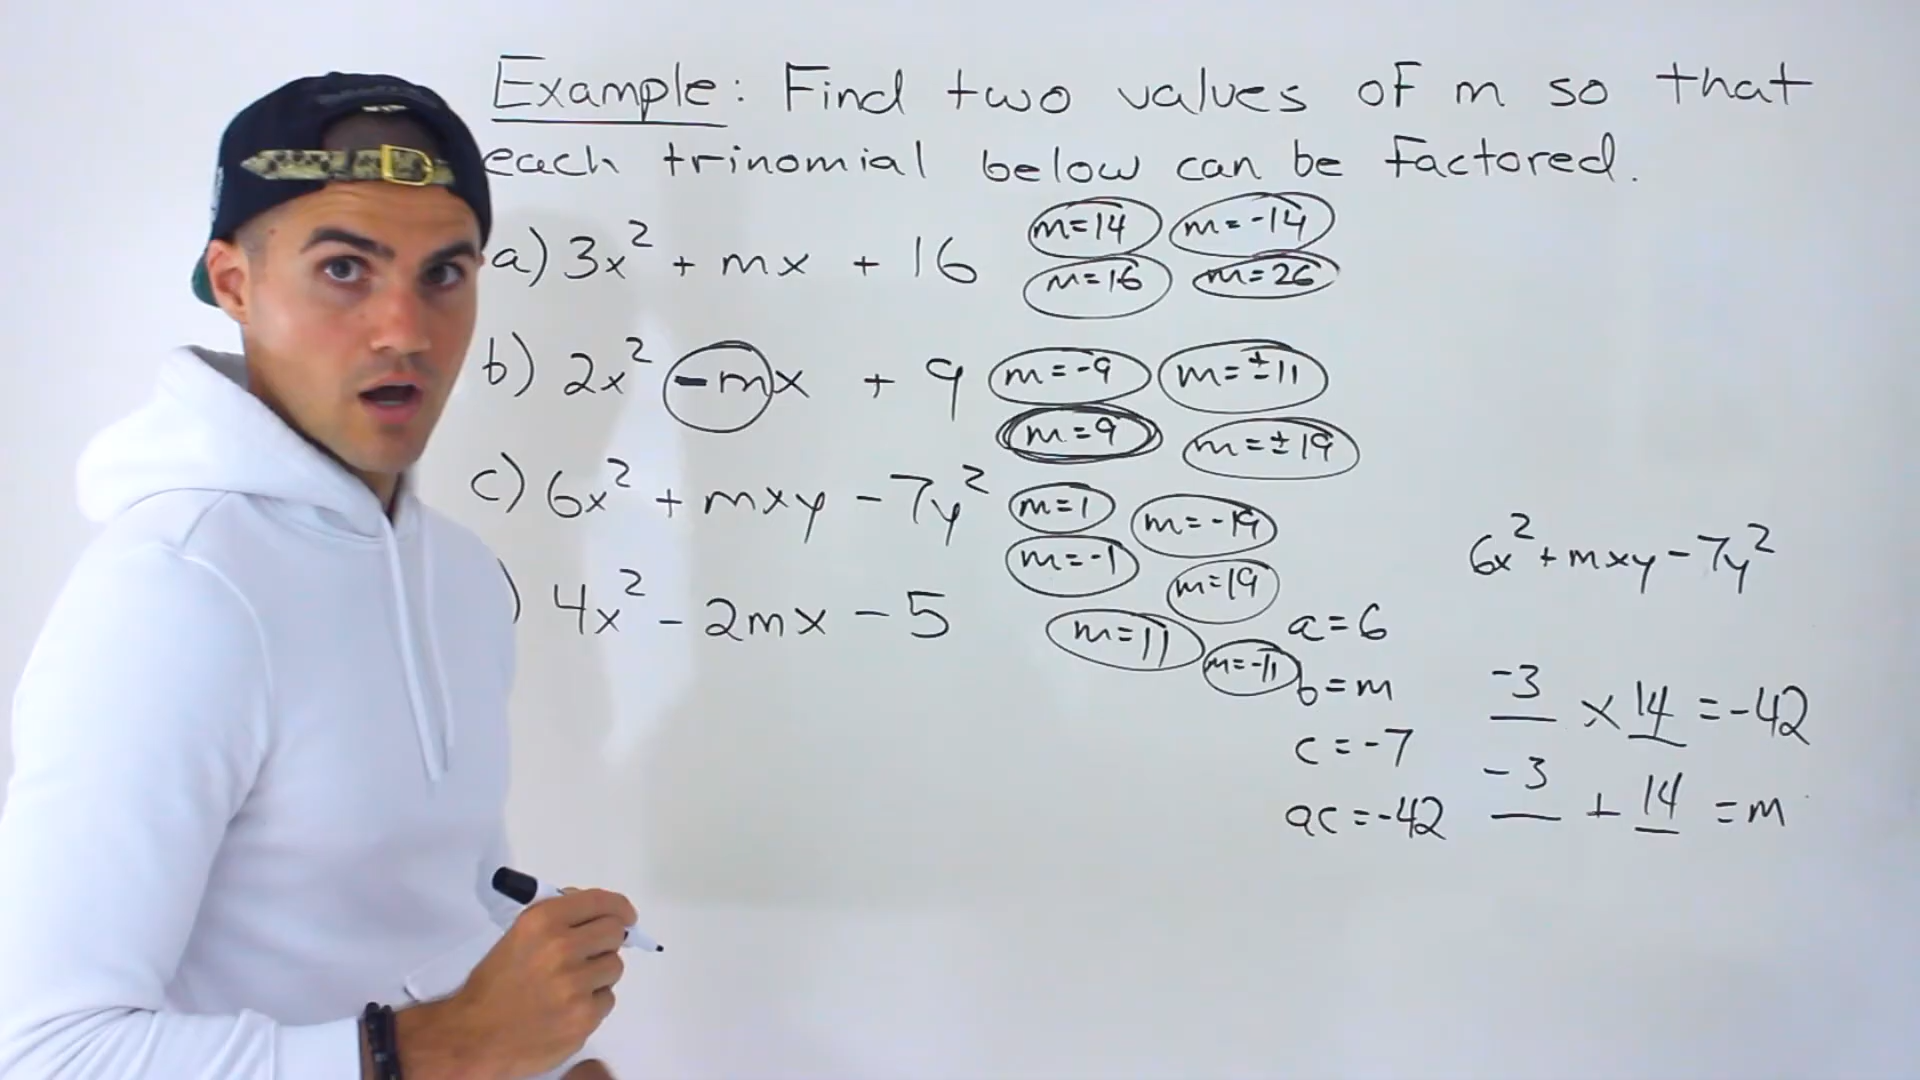 Example: Find two values of m so that
each trinomial below can be factored.
a) 3x² + mx + 16
m=14 m=-14
m=16 m=26
b) 2x² -mx + 9
m=-9 m=±11
m=9 m=±19
c) 6x² + mxy - 7y²
m=1 m=-19
m=-1 m=19
m=11 m=-11
) 4x² - 2mx - 5
6x² + mxy - 7y²
a=6
b=m
c=-7
ac=-42
-3 × 14 = -42
-3 + 14 = m